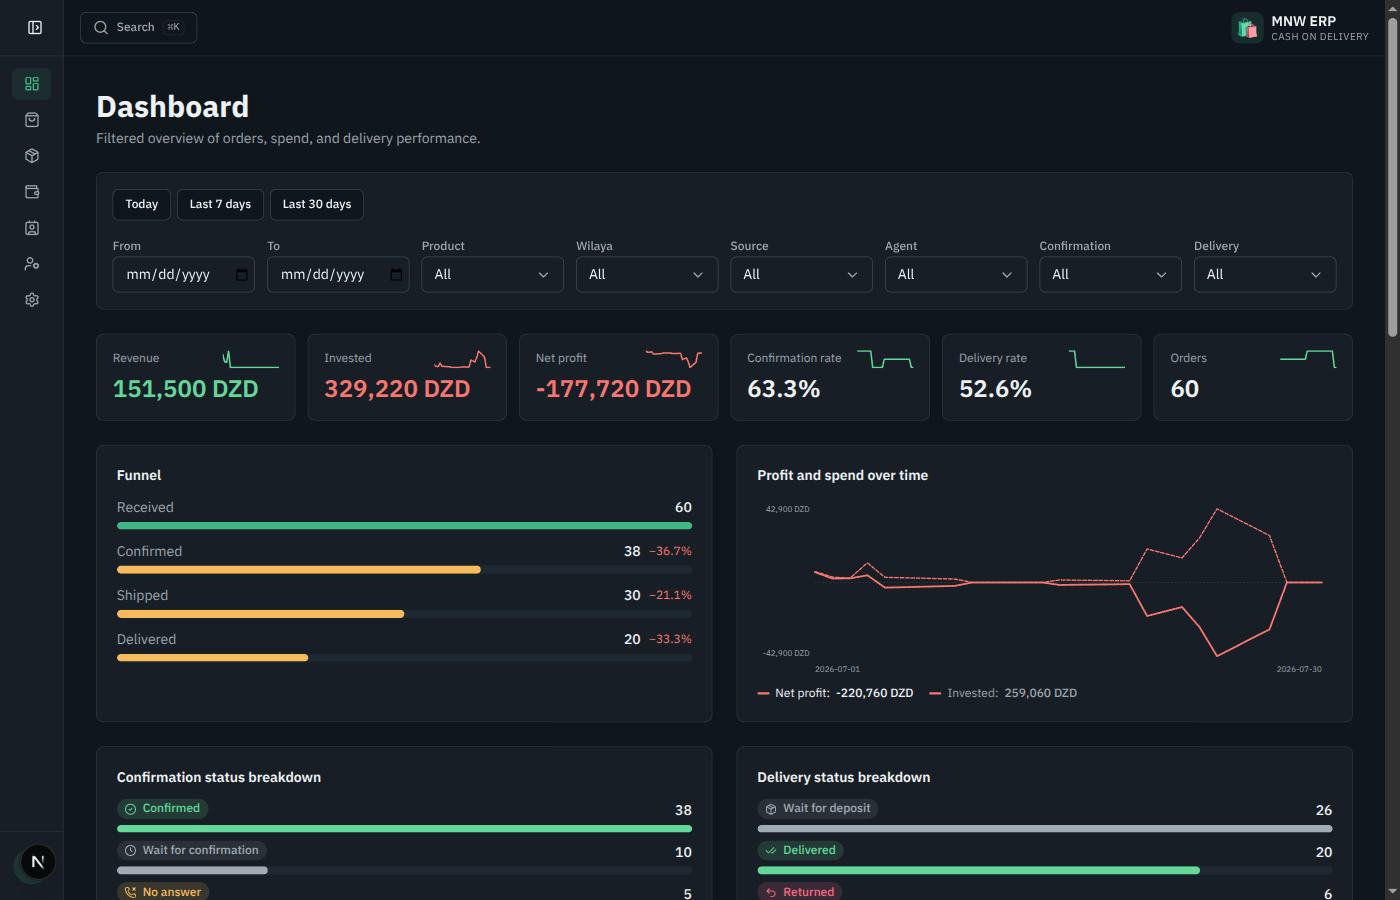 Search ⌘K
MNW ERP
CASH ON DELIVERY
Dashboard
Filtered overview of orders, spend, and delivery performance.
Today Last 7 days Last 30 days
From To Product Wilaya Source Agent Confirmation Delivery
mm/dd/yyyy mm/dd/yyyy All All All All All All
Revenue
151,500 DZD
Invested
329,220 DZD
Net profit
-177,720 DZD
Confirmation rate
63.3%
Delivery rate
52.6%
Orders
60
Funnel
Received 60
Confirmed 38 −36.7%
Shipped 30 −21.1%
Delivered 20 −33.3%
Profit and spend over time
42,900 DZD
-42,900 DZD
2026-07-01 2026-07-30
Net profit: -220,760 DZD Invested: 259,060 DZD
Confirmation status breakdown
Confirmed 38
Wait for confirmation 10
No answer 5
Delivery status breakdown
Wait for deposit 26
Delivered 20
Returned 6
N